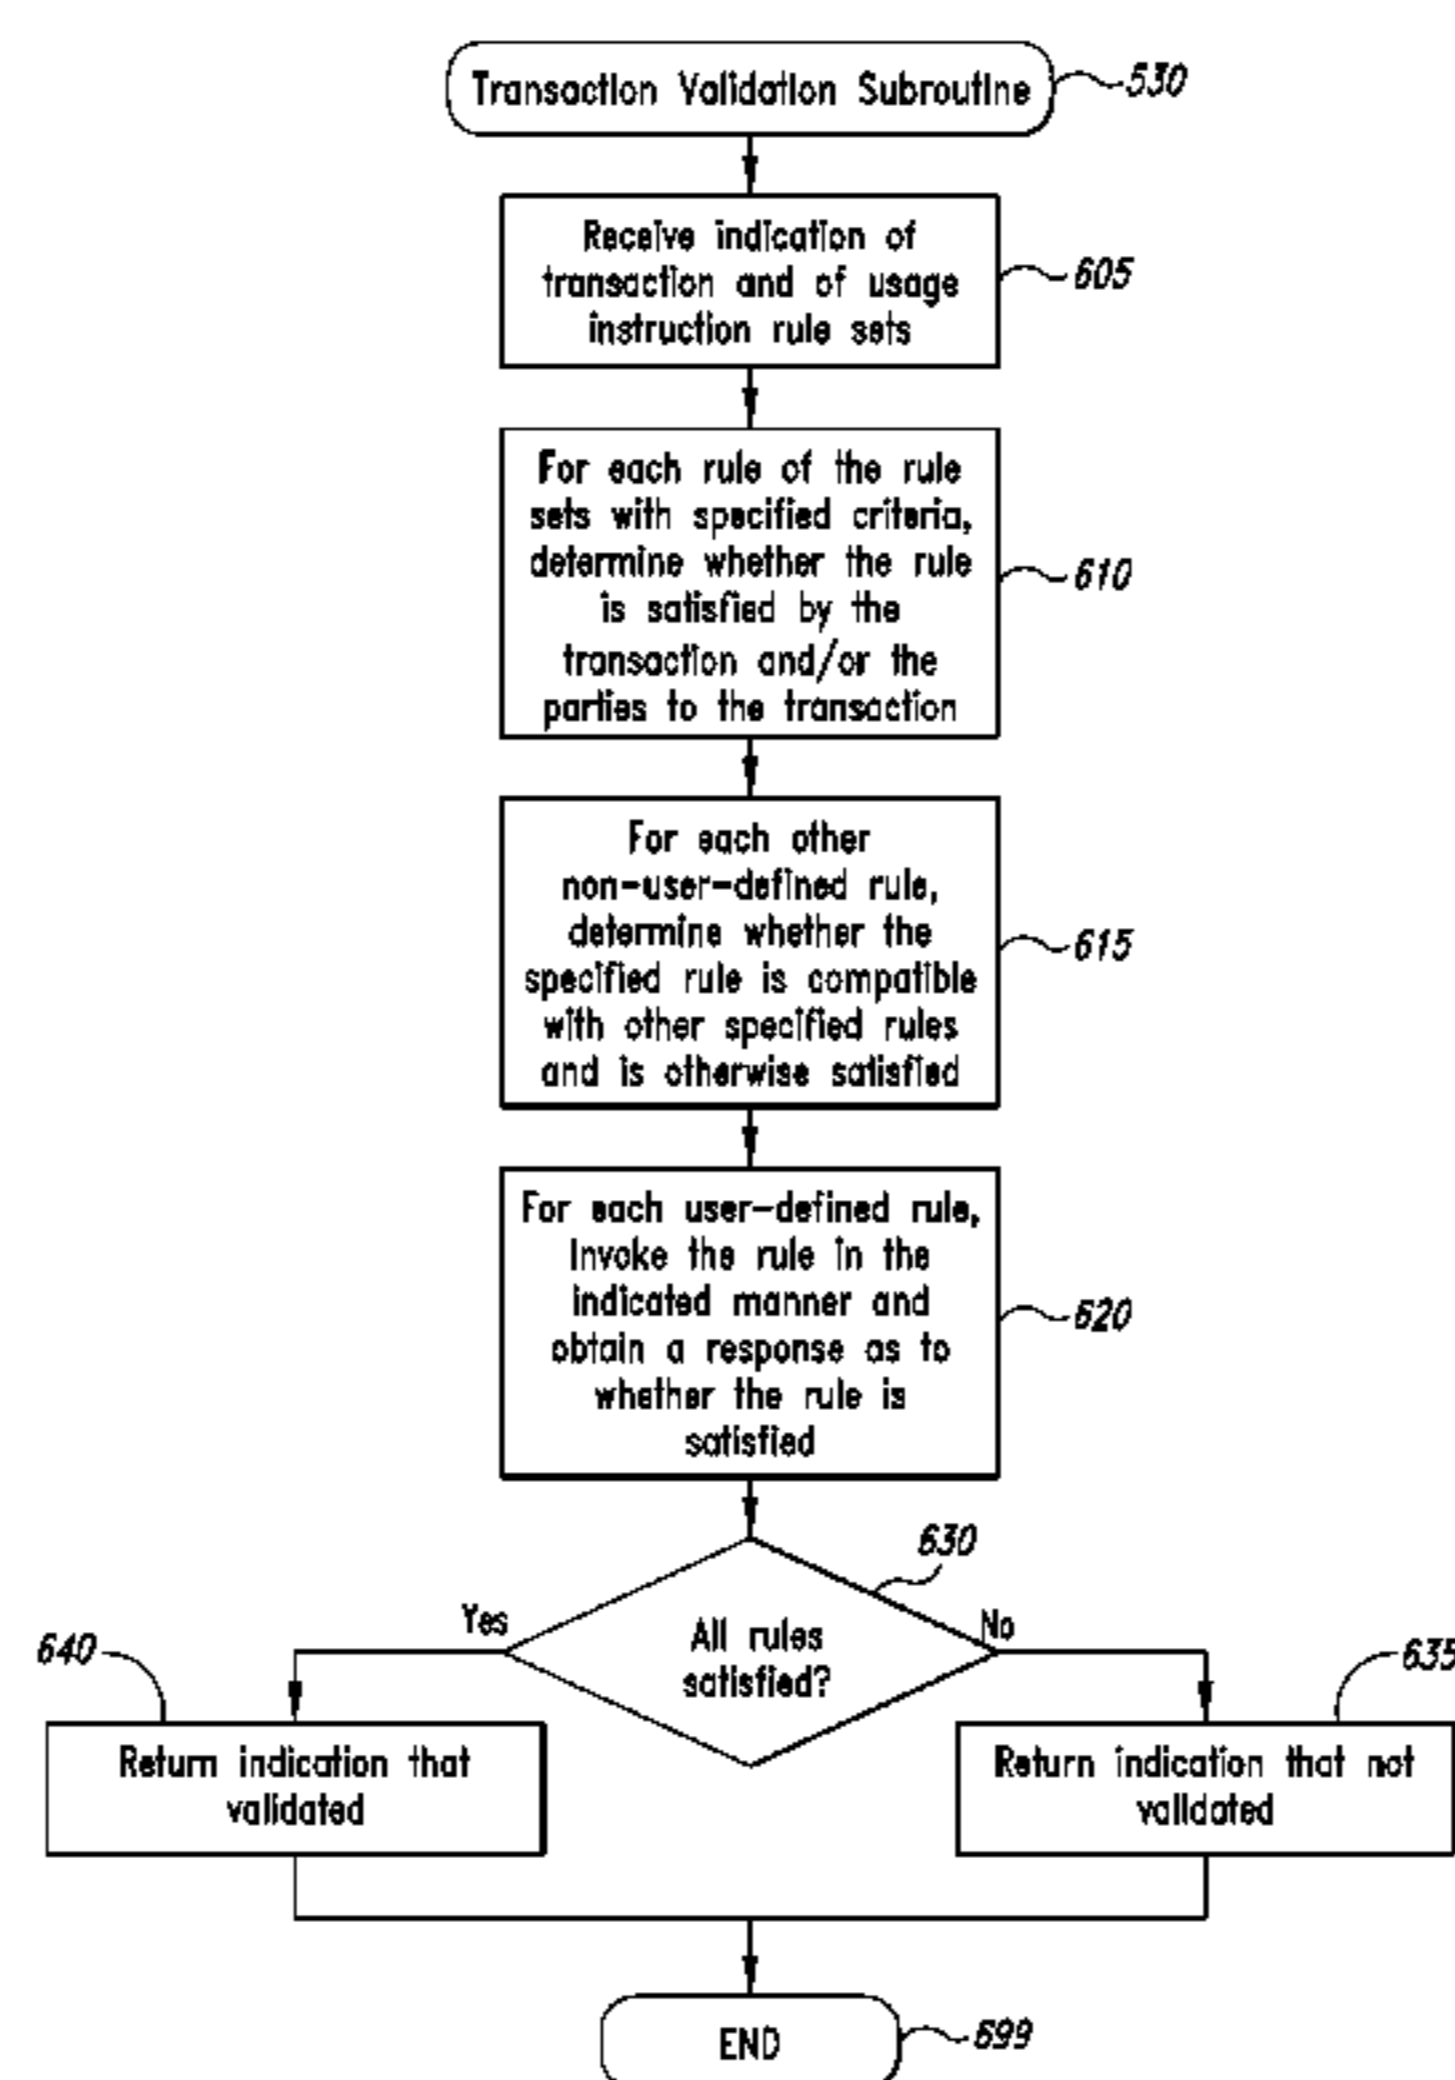 Transaction Validation Subroutine
530
Receive indication of
transaction and of usage
instruction rule sets
605
For each rule of the rule
sets with specified criteria,
determine whether the rule
is satisfied by the
transaction and/or the
parties to the transaction
610
For each other
non-user-defined rule,
determine whether the
specified rule is compatible
with other specified rules
and is otherwise satisfied
615
For each user-defined rule,
invoke the rule in the
indicated manner and
obtain a response as to
whether the rule is
satisfied
620
630
Yes
All rules
satisfied?
No
640
635
Return indication that
validated
Return indication that not
validated
END
699